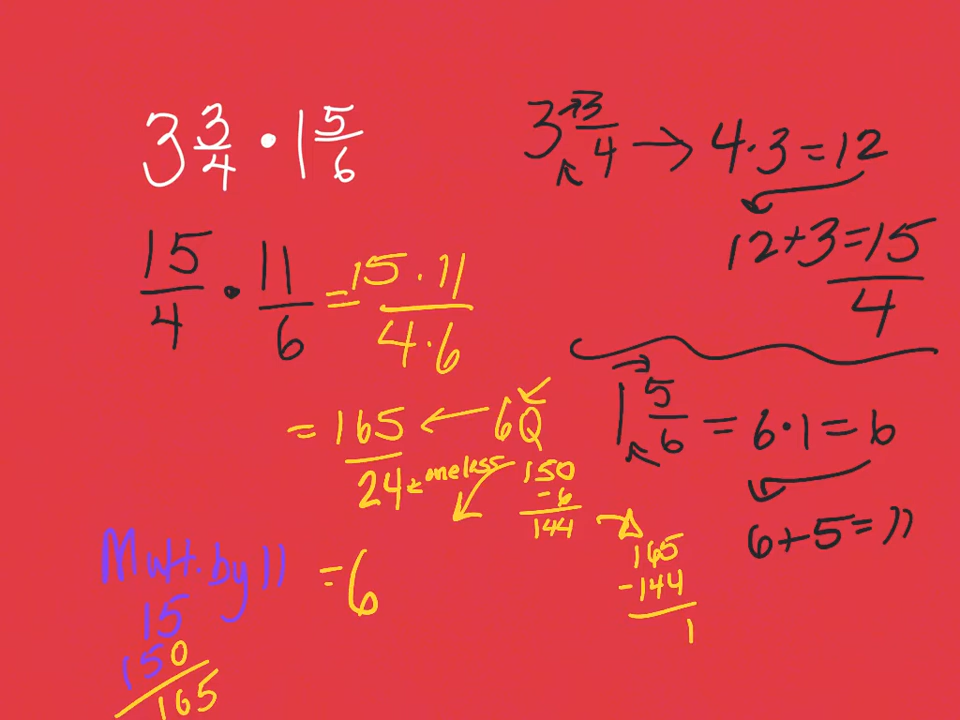 3 3/4 • 1 5/6
15/4 • 11/6 = 15 · 11 / 4 · 6
= 165/24 ← 6Q ✓
← one less
150
- 6
144
165
- 144
1
= 6
Mult. by 11
15
150
165
3 +3/4 → 4 · 3 = 12
12 + 3 = 15/4
1 5/6 = 6 · 1 = 6
6 + 5 = 11